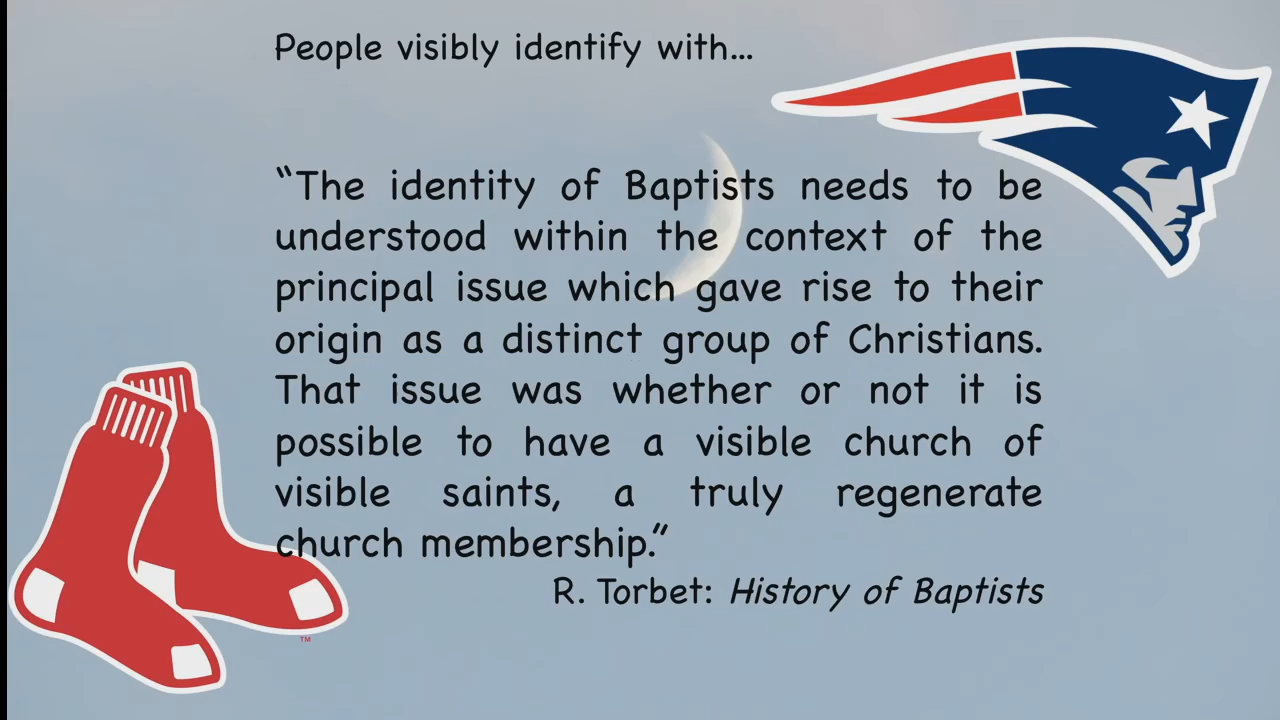 People visibly identify with...
“The identity of Baptists needs to be
understood within the context of the
principal issue which gave rise to their
origin as a distinct group of Christians.
That issue was whether or not it is
possible to have a visible church of
visible saints, a truly regenerate
church membership.”
R. Torbet: History of Baptists
TM